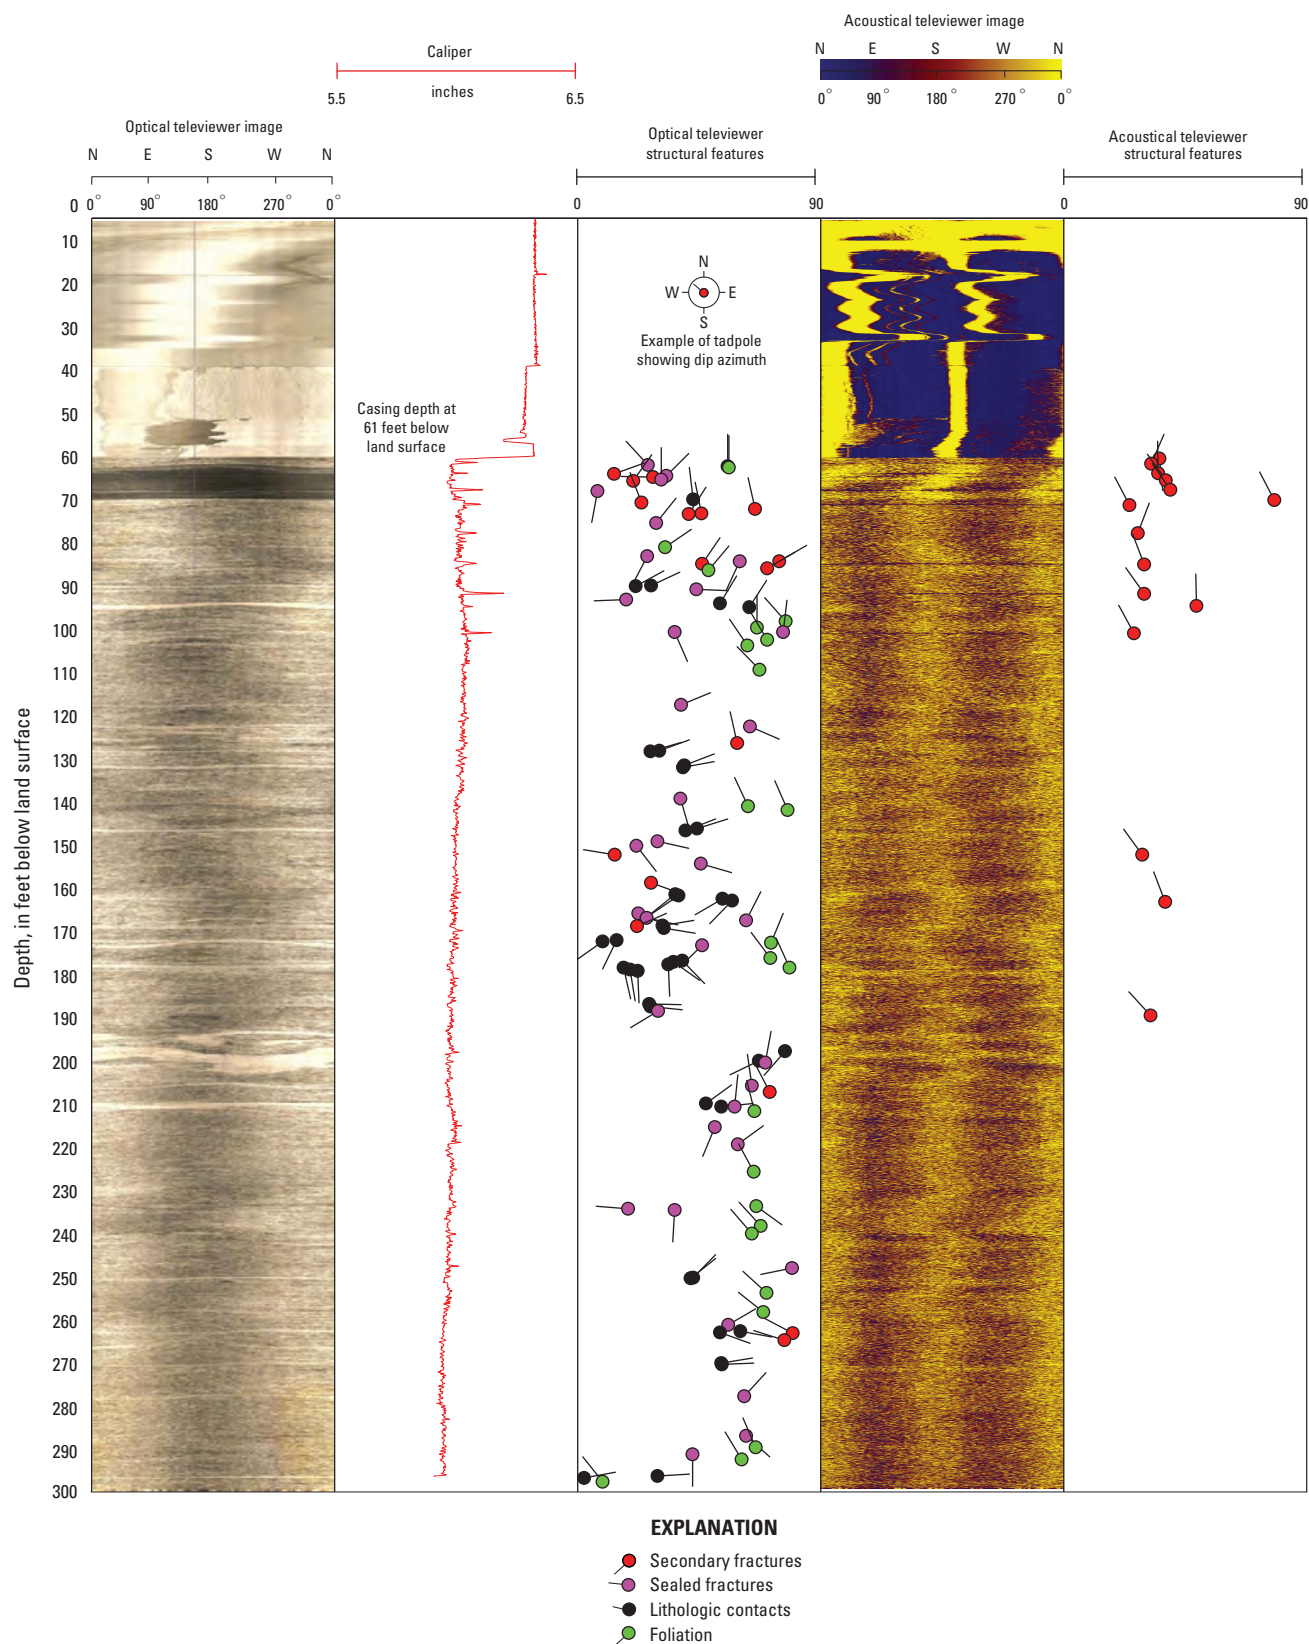 Acoustical televiewer image
N E S W N
0° 90° 180° 270° 0°
Caliper
inches
5.5 6.5
Optical televiewer image
N E S W N
0° 90° 180° 270° 0°
Optical televiewer
structural features
0 90
Acoustical televiewer
structural features
0 90
Depth, in feet below land surface
0
10
20
30
40
50
60
70
80
90
100
110
120
130
140
150
160
170
180
190
200
210
220
230
240
250
260
270
280
290
300
Casing depth at
61 feet below
land surface
N
W E
S
Example of tadpole
showing dip azimuth
EXPLANATION
Secondary fractures
Sealed fractures
Lithologic contacts
Foliation